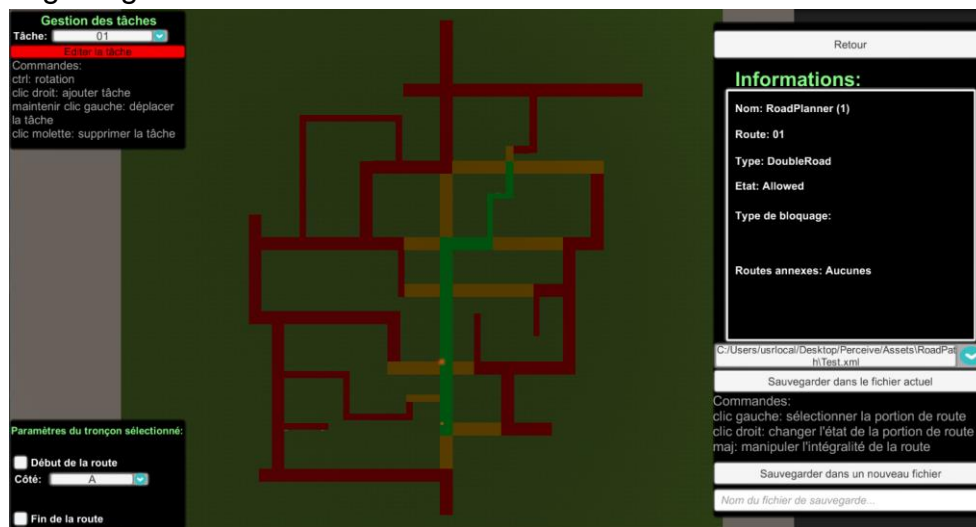 Gestion des tâches
Tâche: 01
Editer la tâche
Commandes:
ctrl: rotation
clic droit: ajouter tâche
maintenir clic gauche: déplacer
la tâche
clic molette: supprimer la tâche
Paramètres du tronçon sélectionné:
Début de la route
Côté: A
Fin de la route
Retour
Informations:
Nom: RoadPlanner (1)
Route: 01
Type: DoubleRoad
Etat: Allowed
Type de bloquage:
Routes annexes: Aucunes
C:/Users/usrlocal/Desktop/Perceive/Assets\RoadPat
h\Test.xml
Sauvegarder dans le fichier actuel
Commandes:
clic gauche: sélectionner la portion de route
clic droit: changer l'état de la portion de route
maj: manipuler l'intégralité de la route
Sauvegarder dans un nouveau fichier
Nom du fichier de sauvegarde...